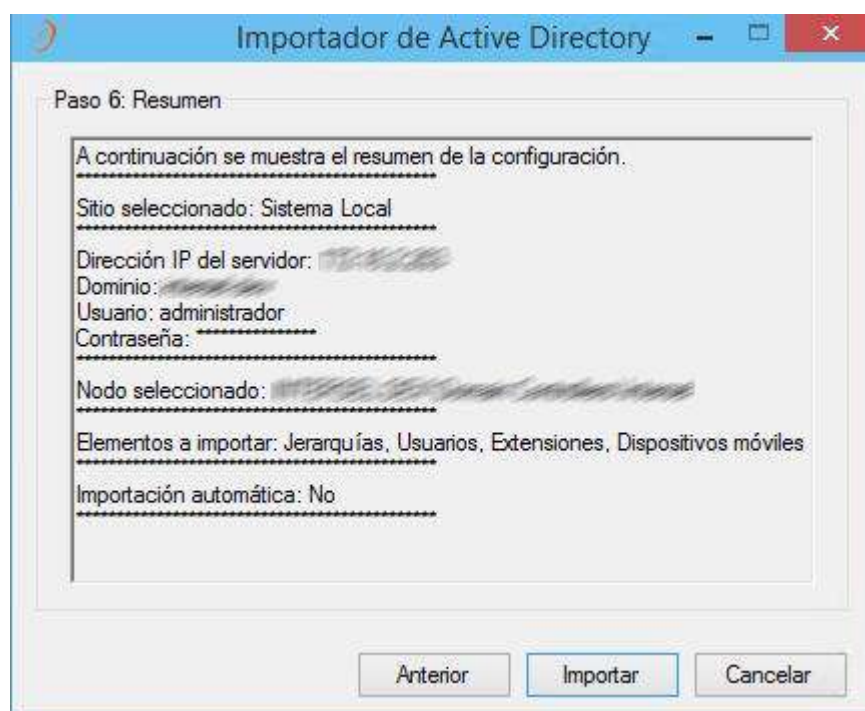 Importador de Active Directory
Paso 6: Resumen
A continuación se muestra el resumen de la configuración.
*********************************************
Sitio seleccionado: Sistema Local
*********************************************
Dirección IP del servidor:
Dominio:
Usuario: administrador
Contraseña: ***************
*********************************************
Nodo seleccionado:
*********************************************
Elementos a importar: Jerarquías, Usuarios, Extensiones, Dispositivos móviles
*********************************************
Importación automática: No
*********************************************
Anterior
Importar
Cancelar